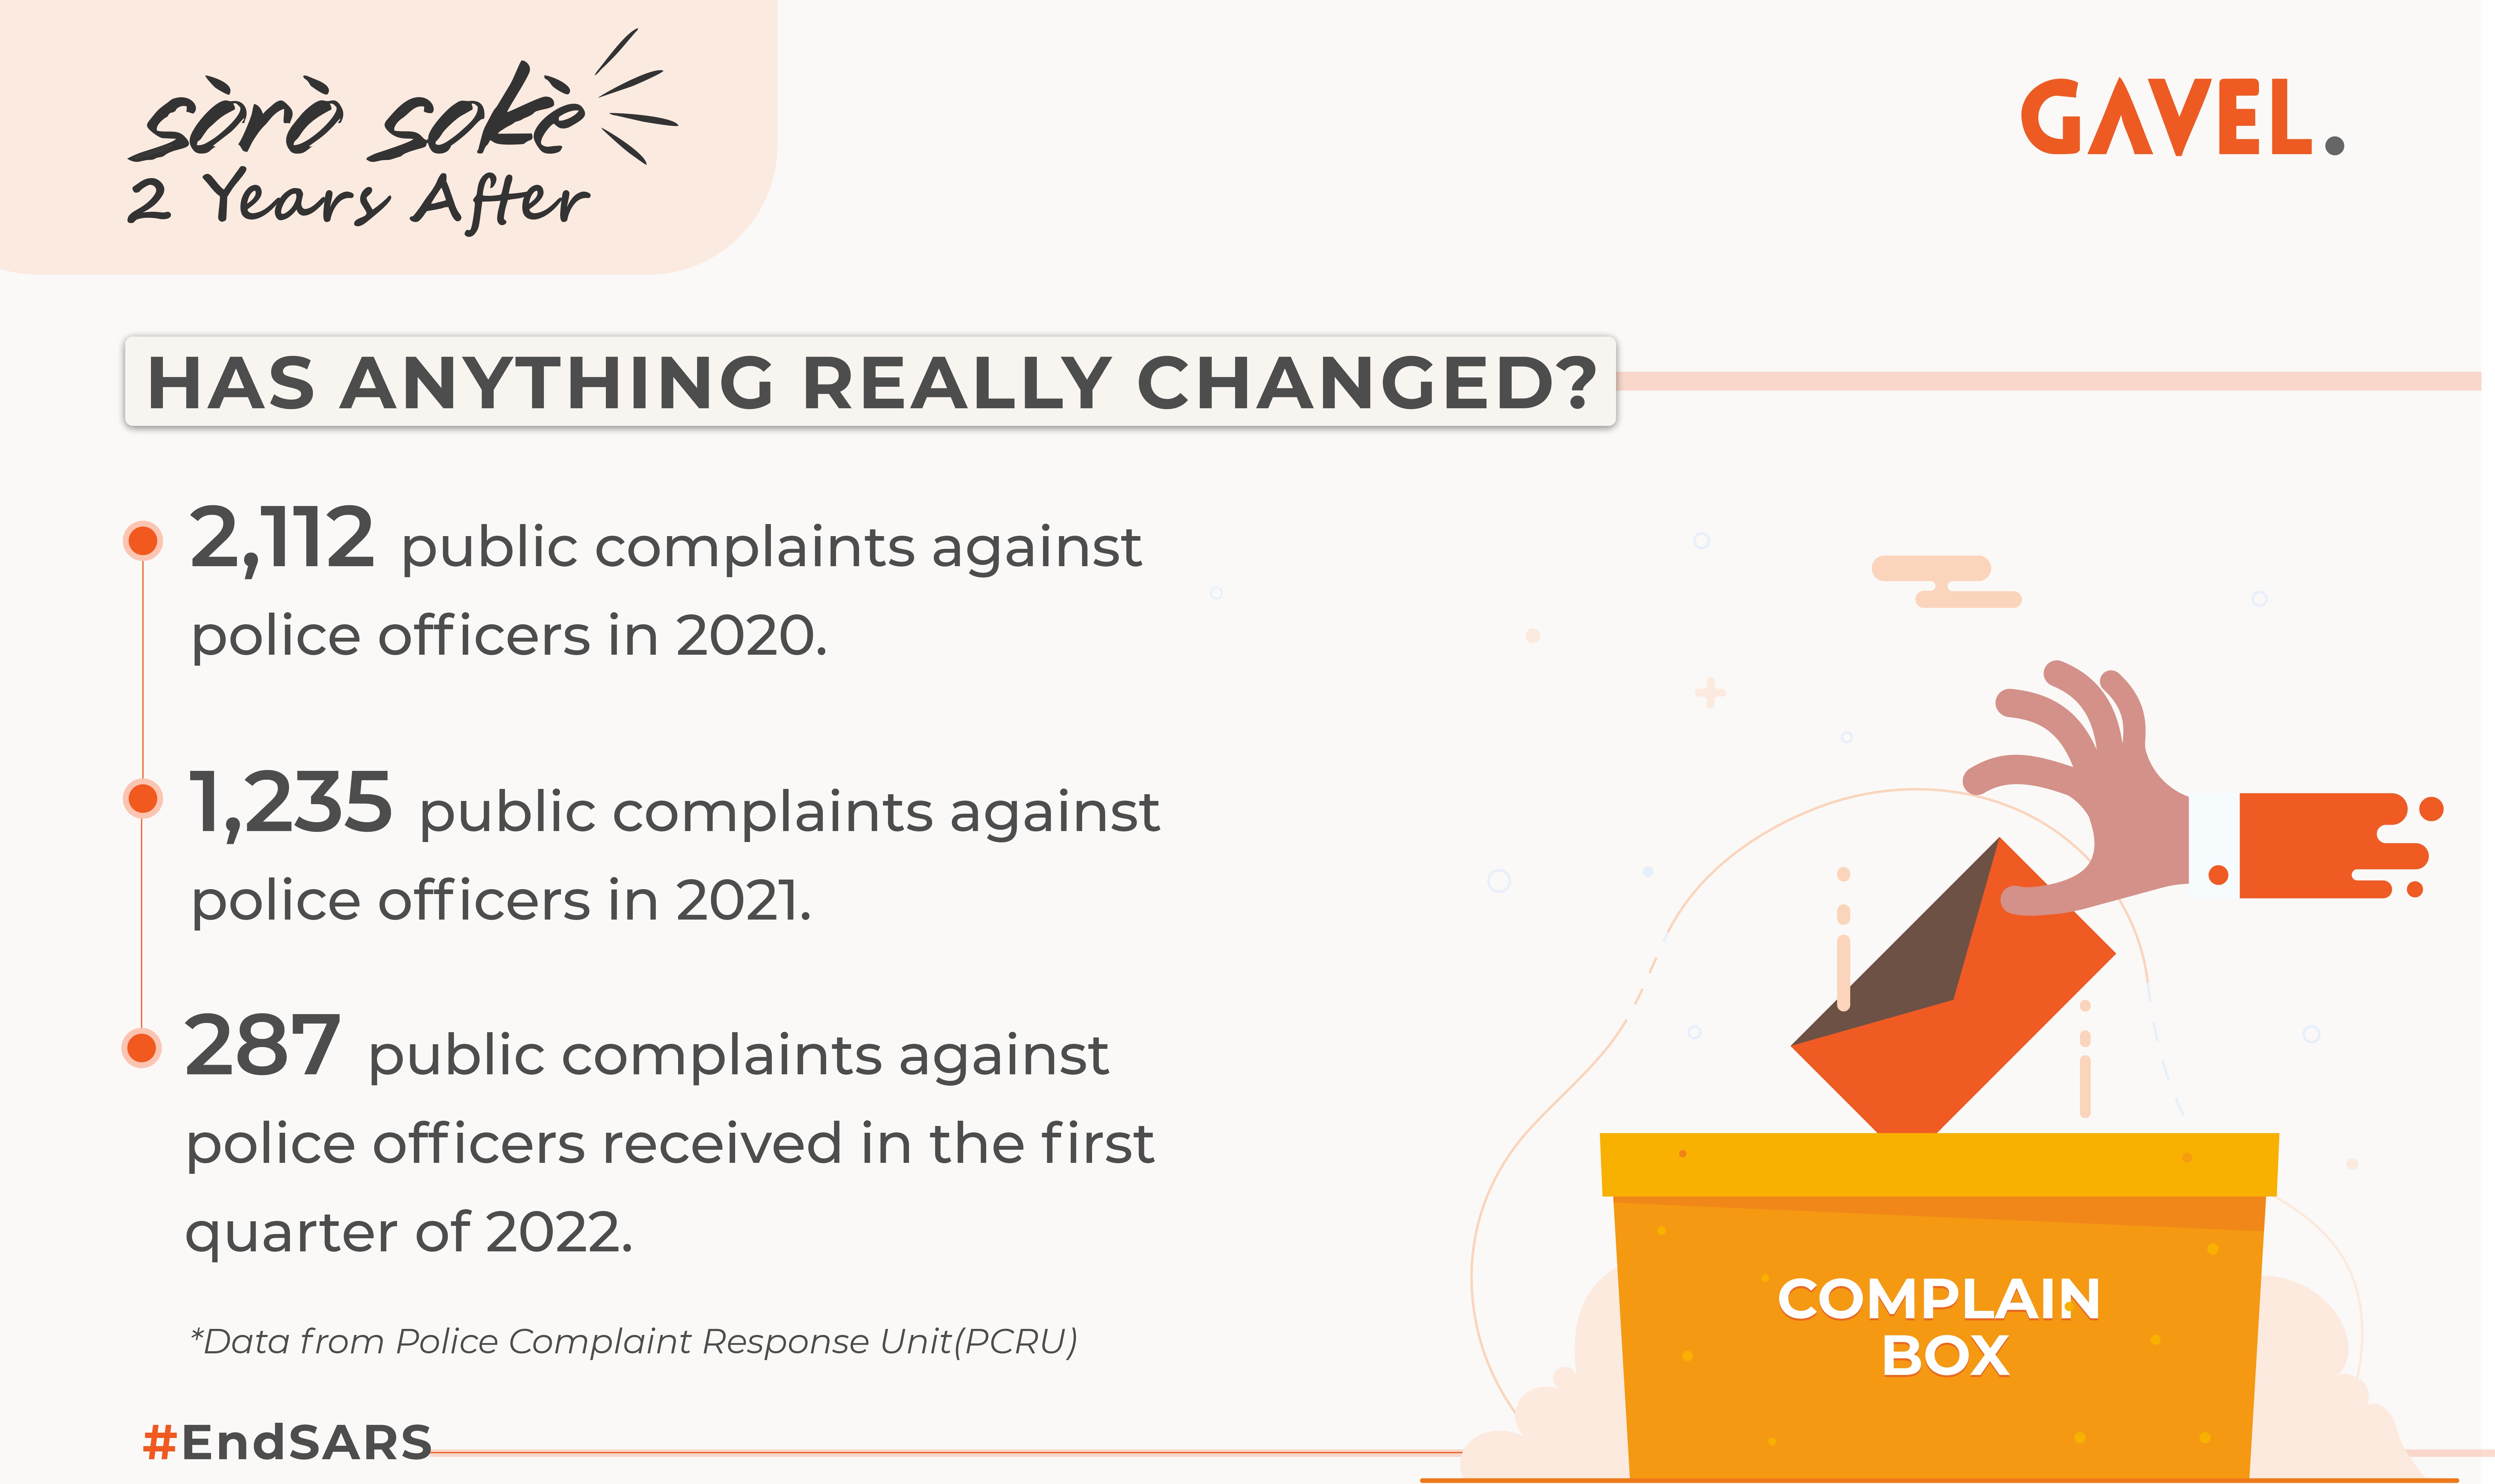 sòrò sokè
2 Years After
GAVEL.
HAS ANYTHING REALLY CHANGED?
2,112 public complaints against
police officers in 2020.
1,235 public complaints against
police officers in 2021.
287 public complaints against
police officers received in the first
quarter of 2022.
*Data from Police Complaint Response Unit(PCRU)
COMPLAIN
BOX
#EndSARS